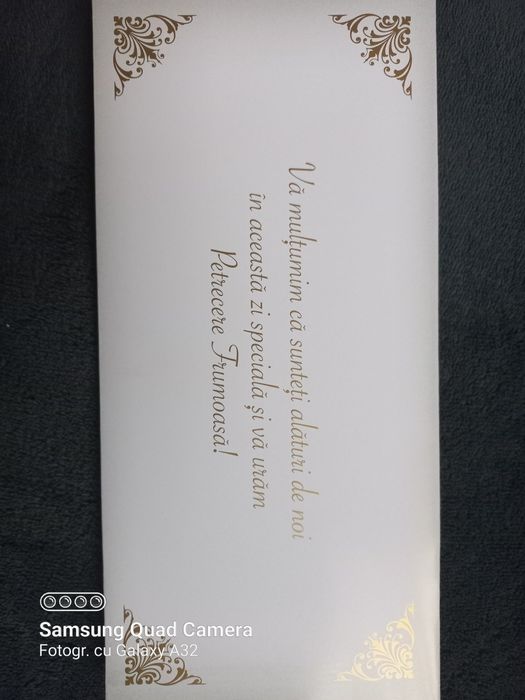 Vă mulțumim că sunteți alături de noi
în această zi specială și vă urăm
Petrecere Frumoasă!
Samsung Quad Camera
Fotogr. cu Galaxy A32